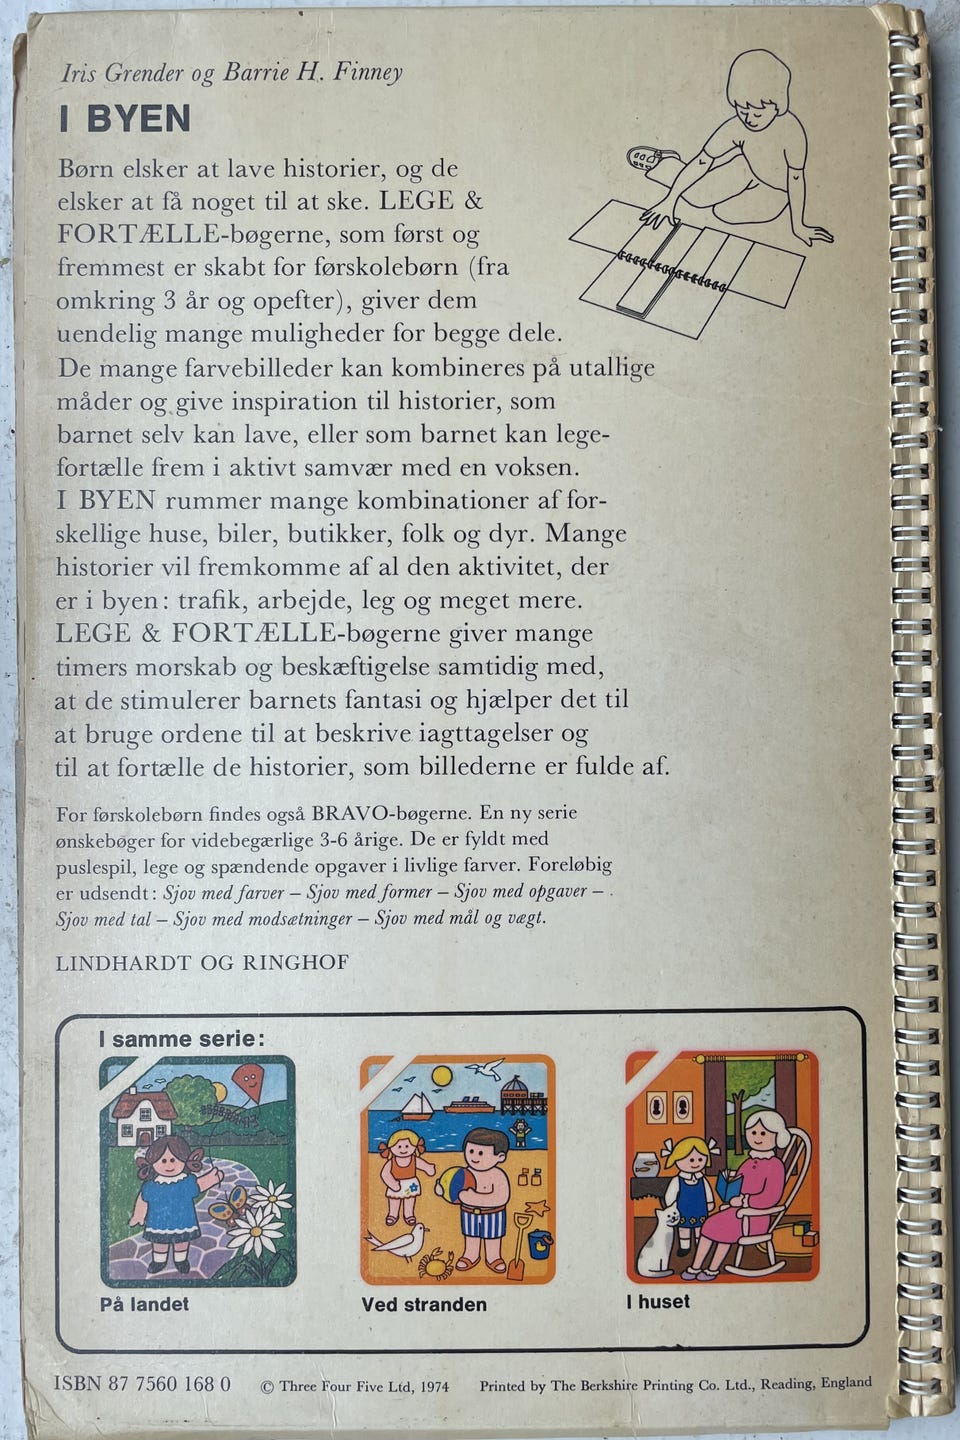 Iris Grender og Barrie H. Finney
I BYEN
Børn elsker at lave historier, og de
elsker at få noget til at ske. LEGE &
FORTÆLLE-bøgerne, som først og
fremmest er skabt for førskolebørn (fra
omkring 3 år og opefter), giver dem
uendelig mange muligheder for begge dele.
De mange farvebilleder kan kombineres på utallige
måder og give inspiration til historier, som
barnet selv kan lave, eller som barnet kan lege-
fortælle frem i aktivt samvær med en voksen.
I BYEN rummer mange kombinationer af for-
skellige huse, biler, butikker, folk og dyr. Mange
historier vil fremkomme af al den aktivitet, der
er i byen: trafik, arbejde, leg og meget mere.
LEGE & FORTÆLLE-bøgerne giver mange
timers morskab og beskæftigelse samtidig med,
at de stimulerer barnets fantasi og hjælper det til
at bruge ordene til at beskrive iagttagelser og
til at fortælle de historier, som billederne er fulde af.
For førskolebørn findes også BRAVO-bøgerne. En ny serie
ønskebøger for videbegærlige 3-6 årige. De er fyldt med
puslespil, lege og spændende opgaver i livlige farver. Foreløbig
er udsendt: Sjov med farver – Sjov med former – Sjov med opgaver – .
Sjov med tal – Sjov med modsætninger – Sjov med mål og vægt.
LINDHARDT OG RINGHOF
I samme serie:
På landet
Ved stranden
I huset
ISBN 87 7560 168 0 © Three Four Five Ltd, 1974 Printed by The Berkshire Printing Co. Ltd., Reading, England